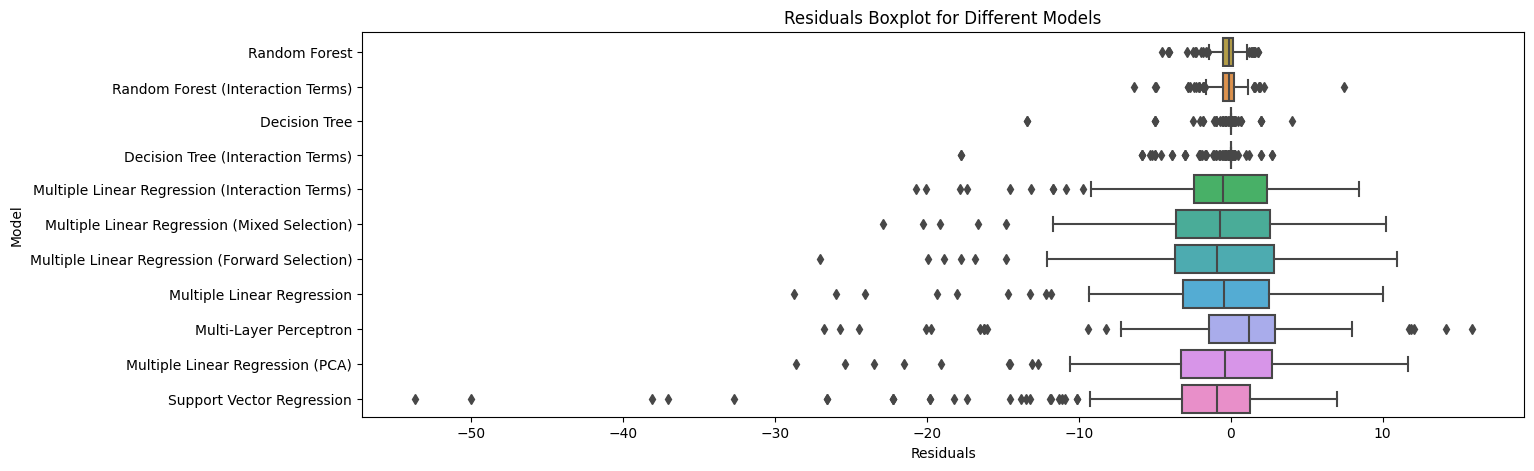 Residuals Boxplot for Different Models
Model
Random Forest
Random Forest (Interaction Terms)
Decision Tree
Decision Tree (Interaction Terms)
Multiple Linear Regression (Interaction Terms)
Multiple Linear Regression (Mixed Selection)
Multiple Linear Regression (Forward Selection)
Multiple Linear Regression
Multi-Layer Perceptron
Multiple Linear Regression (PCA)
Support Vector Regression
−50 −40 −30 −20 −10 0 10
Residuals